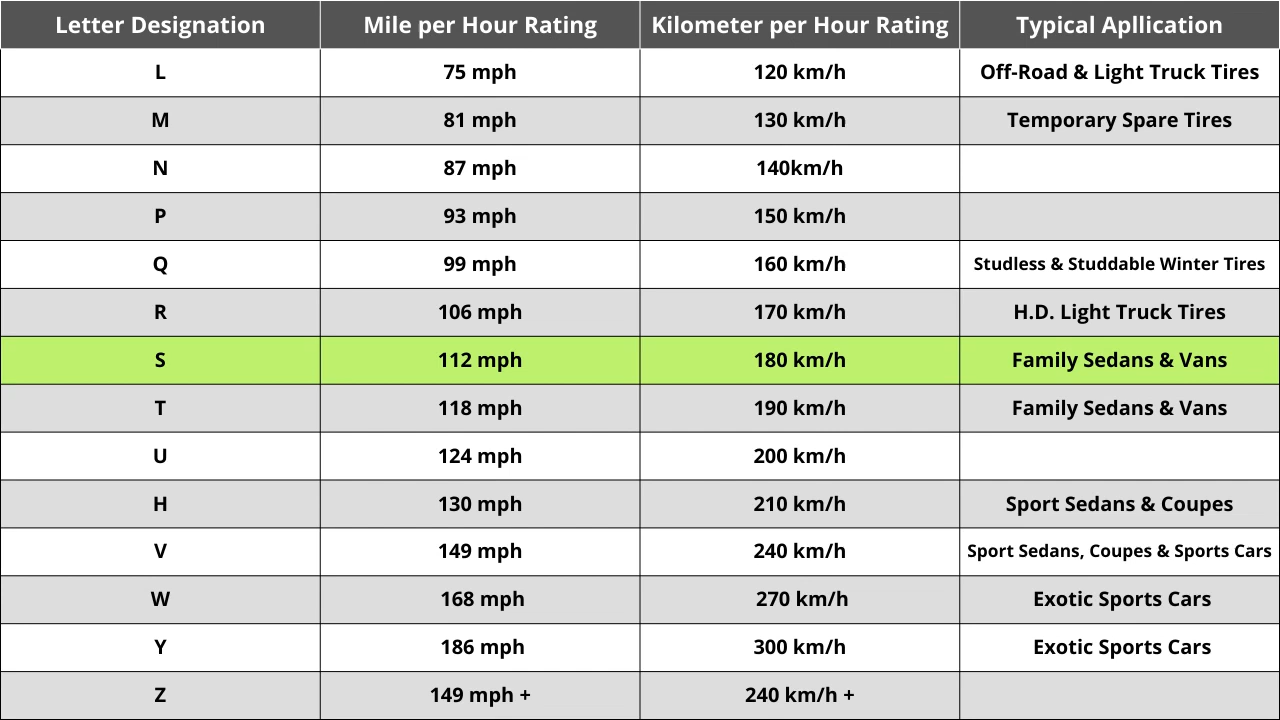 Letter Designation Mile per Hour Rating Kilometer per Hour Rating Typical Apllication
L 75 mph 120 km/h Off-Road & Light Truck Tires
M 81 mph 130 km/h Temporary Spare Tires
N 87 mph 140km/h
P 93 mph 150 km/h
Q 99 mph 160 km/h Studless & Studdable Winter Tires
R 106 mph 170 km/h H.D. Light Truck Tires
S 112 mph 180 km/h Family Sedans & Vans
T 118 mph 190 km/h Family Sedans & Vans
U 124 mph 200 km/h
H 130 mph 210 km/h Sport Sedans & Coupes
V 149 mph 240 km/h Sport Sedans, Coupes & Sports Cars
W 168 mph 270 km/h Exotic Sports Cars
Y 186 mph 300 km/h Exotic Sports Cars
Z 149 mph + 240 km/h +